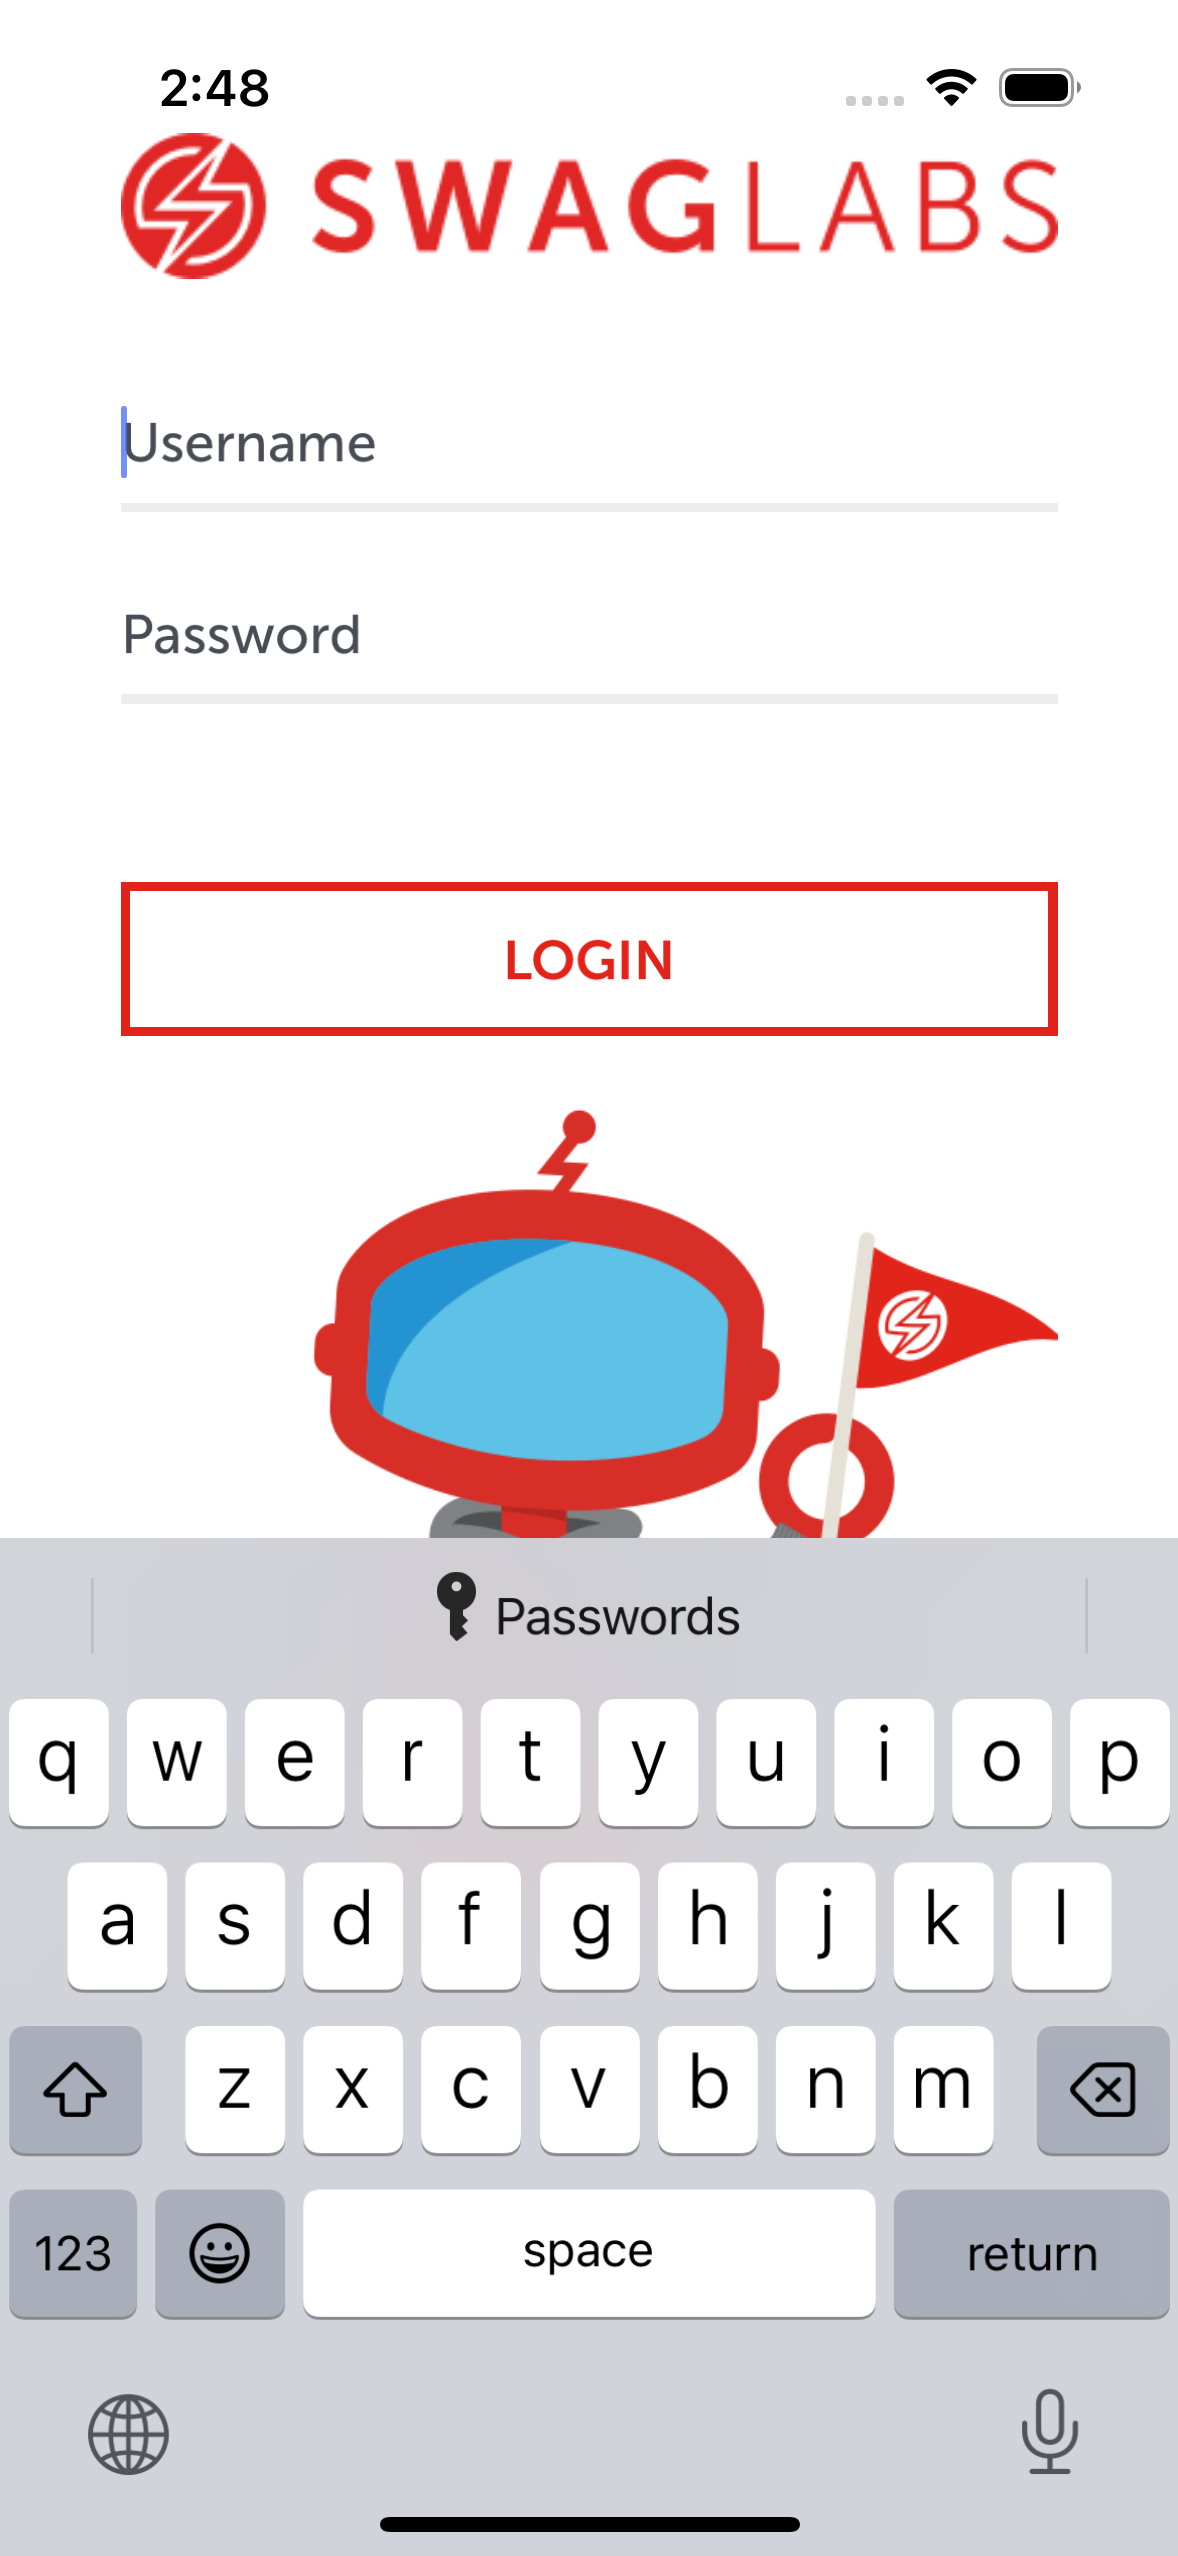 2:48
SWAGLABS
Username
Password
LOGIN
Passwords
q w e r t y u i o p
a s d f g h j k l
z x c v b n m
123 space return